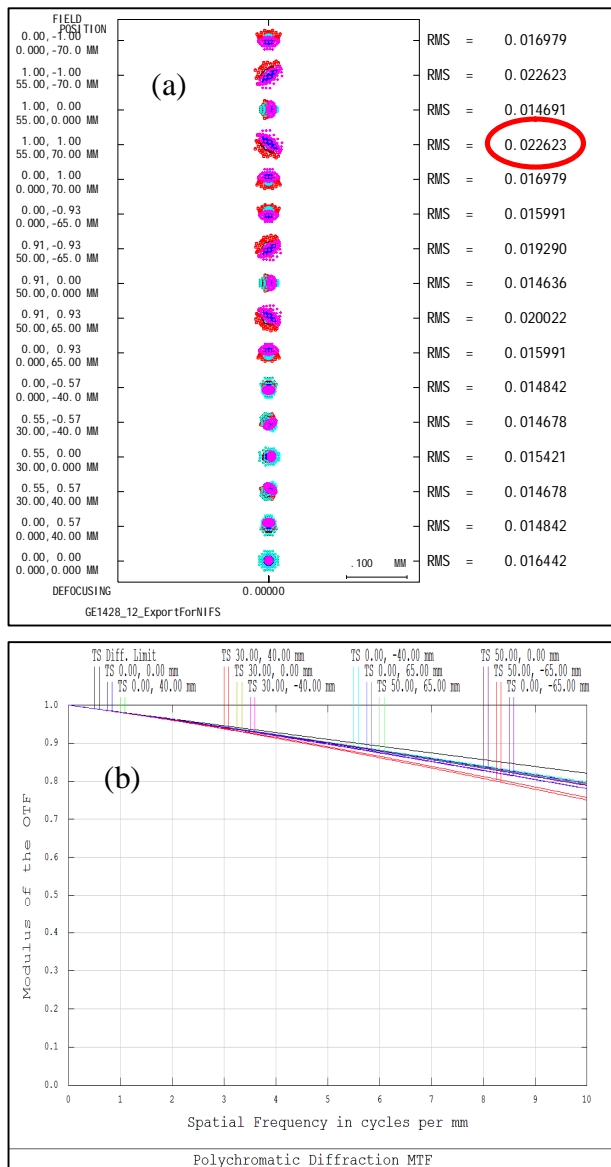 FIELD
POSITION
(a)
0.00,-1.00
0.000,-70.0 MM
RMS = 0.016979
1.00,-1.00
55.00,-70.0 MM
RMS = 0.022623
1.00, 0.00
55.00,0.000 MM
RMS = 0.014691
1.00, 1.00
55.00,70.00 MM
RMS = 0.022623
0.00, 1.00
0.000,70.00 MM
RMS = 0.016979
0.00,-0.93
0.000,-65.0 MM
RMS = 0.015991
0.91,-0.93
50.00,-65.0 MM
RMS = 0.019290
0.91, 0.00
50.00,0.000 MM
RMS = 0.014636
0.91, 0.93
50.00,65.00 MM
RMS = 0.020022
0.00, 0.93
0.000,65.00 MM
RMS = 0.015991
0.00,-0.57
0.000,-40.0 MM
RMS = 0.014842
0.55,-0.57
30.00,-40.0 MM
RMS = 0.014678
0.55, 0.00
30.00,0.000 MM
RMS = 0.015421
0.55, 0.57
30.00,40.00 MM
RMS = 0.014678
0.00, 0.57
0.000,40.00 MM
RMS = 0.014842
0.00, 0.00
0.000,0.000 MM
RMS = 0.016442
.100 MM
DEFOCUSING 0.00000
GE1428_12_ExportForNIFS
TS Diff. Limit TS 30.00, 40.00 mm TS 0.00, -40.00 mm TS 50.00, 0.00 mm
TS 0.00, 0.00 mm TS 30.00, 0.00 mm TS 0.00, 65.00 mm TS 50.00, -65.00 mm
TS 0.00, 40.00 mm TS 30.00, -40.00 mm TS 50.00, 65.00 mm TS 0.00, -65.00 mm
(b)
Modulus of the OTF
1.0
0.9
0.8
0.7
0.6
0.5
0.4
0.3
0.2
0.1
0.0
0 1 2 3 4 5 6 7 8 9 10
Spatial Frequency in cycles per mm
Polychromatic Diffraction MTF